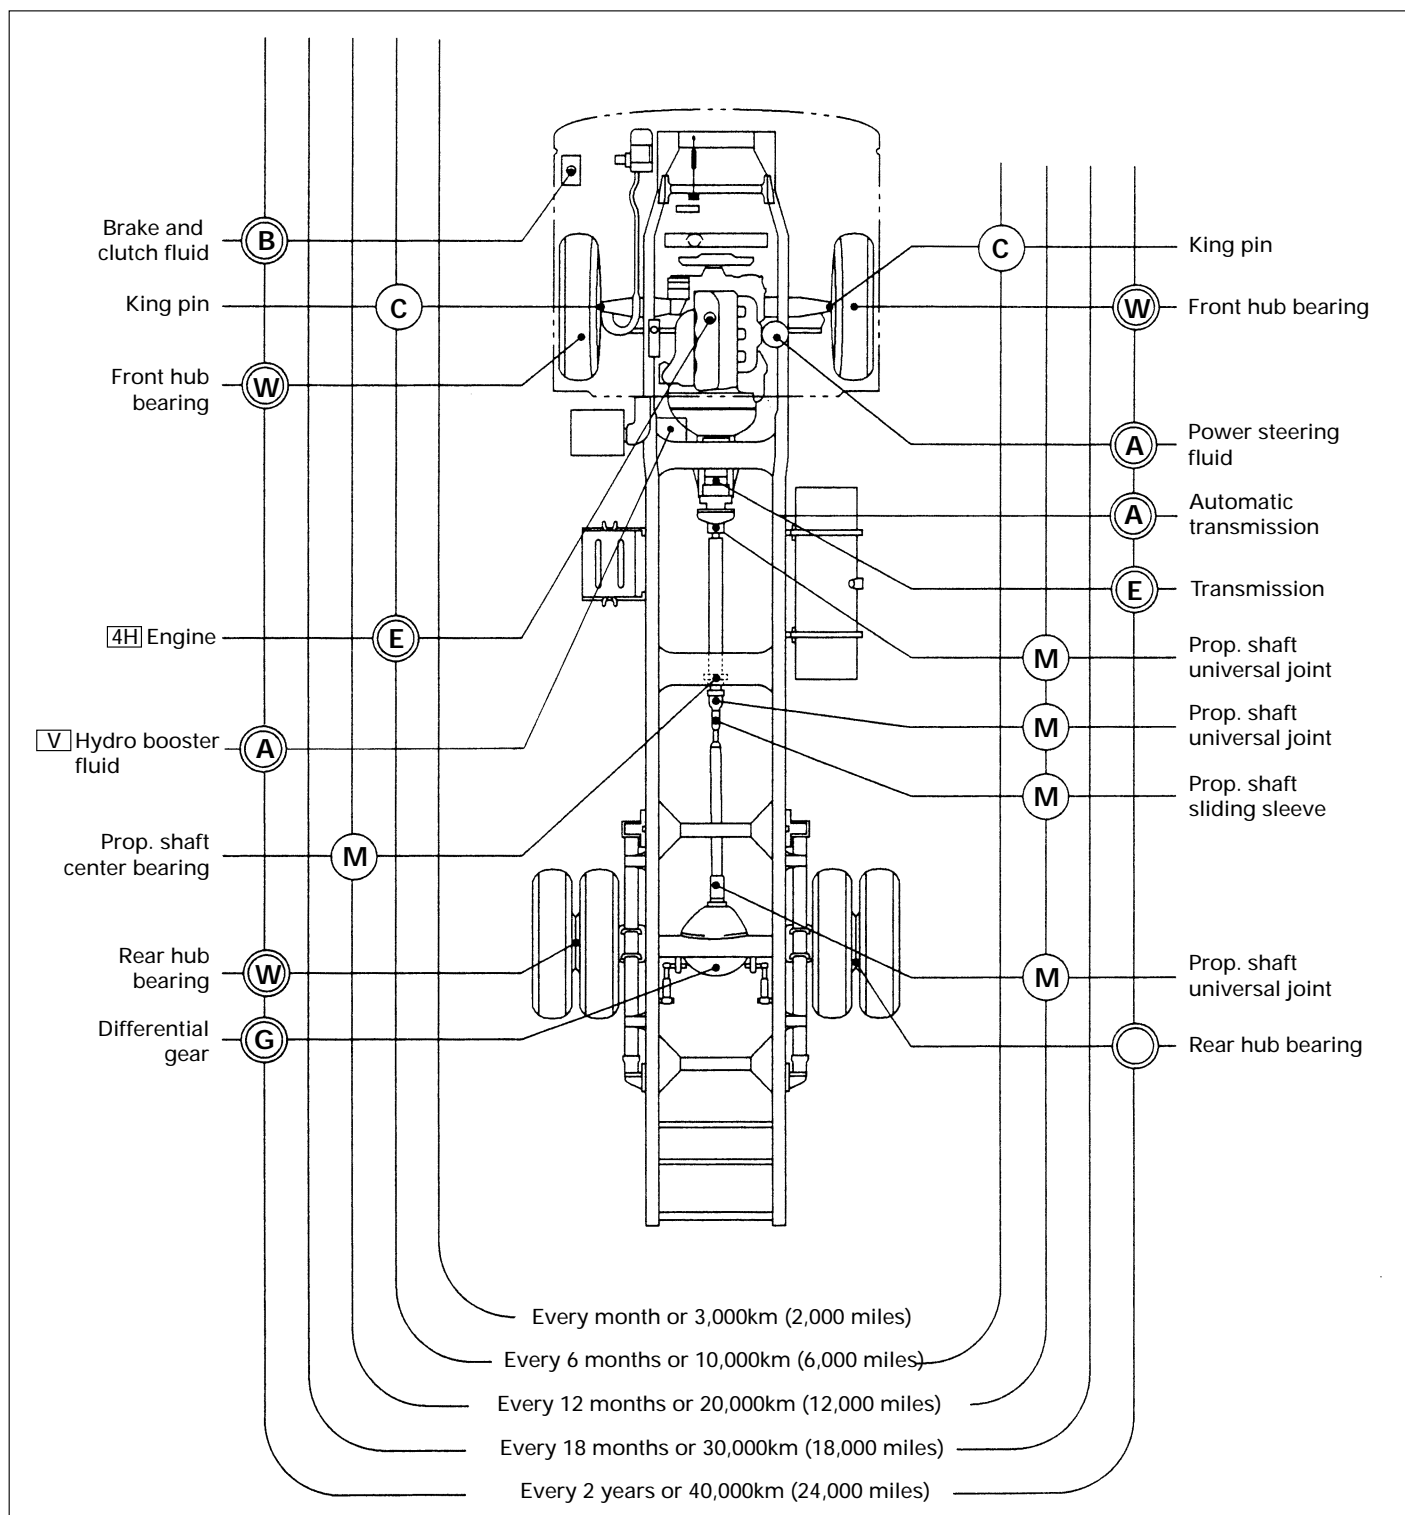 Brake and
clutch fluid
B
King pin
C
Front hub
bearing
W
4H Engine
E
V Hydro booster
fluid
A
Prop. shaft
center bearing
M
Rear hub
bearing
W
Differential
gear
G
C
King pin
W
Front hub bearing
A
Power steering
fluid
A
Automatic
transmission
E
Transmission
M
Prop. shaft
universal joint
M
Prop. shaft
universal joint
M
Prop. shaft
sliding sleeve
M
Prop. shaft
universal joint
Rear hub bearing
Every month or 3,000km (2,000 miles)
Every 6 months or 10,000km (6,000 miles)
Every 12 months or 20,000km (12,000 miles)
Every 18 months or 30,000km (18,000 miles)
Every 2 years or 40,000km (24,000 miles)